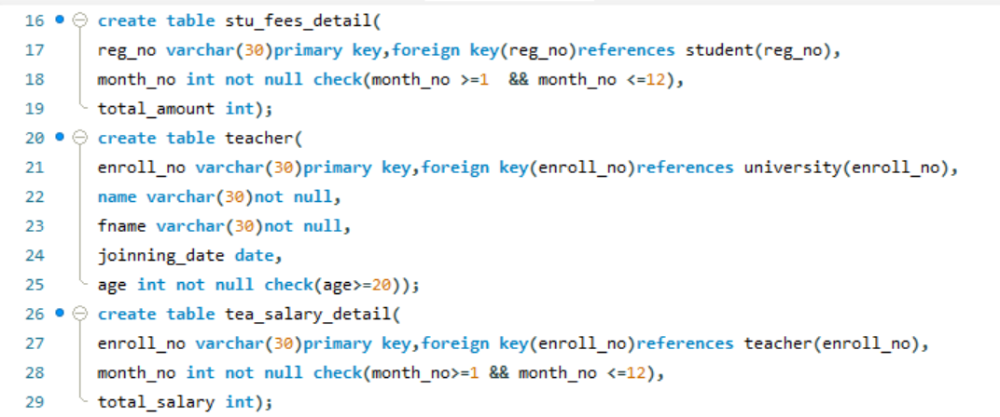 16 create table stu_fees_detail(
17 reg_no varchar(30)primary key,foreign key(reg_no)references student(reg_no),
18 month_no int not null check(month_no >=1  && month_no <=12),
19 total_amount int);
20 create table teacher(
21 enroll_no varchar(30)primary key,foreign key(enroll_no)references university(enroll_no),
22 name varchar(30)not null,
23 fname varchar(30)not null,
24 joinning_date date,
25 age int not null check(age>=20));
26 create table tea_salary_detail(
27 enroll_no varchar(30)primary key,foreign key(enroll_no)references teacher(enroll_no),
28 month_no int not null check(month_no>=1 && month_no <=12),
29 total_salary int);